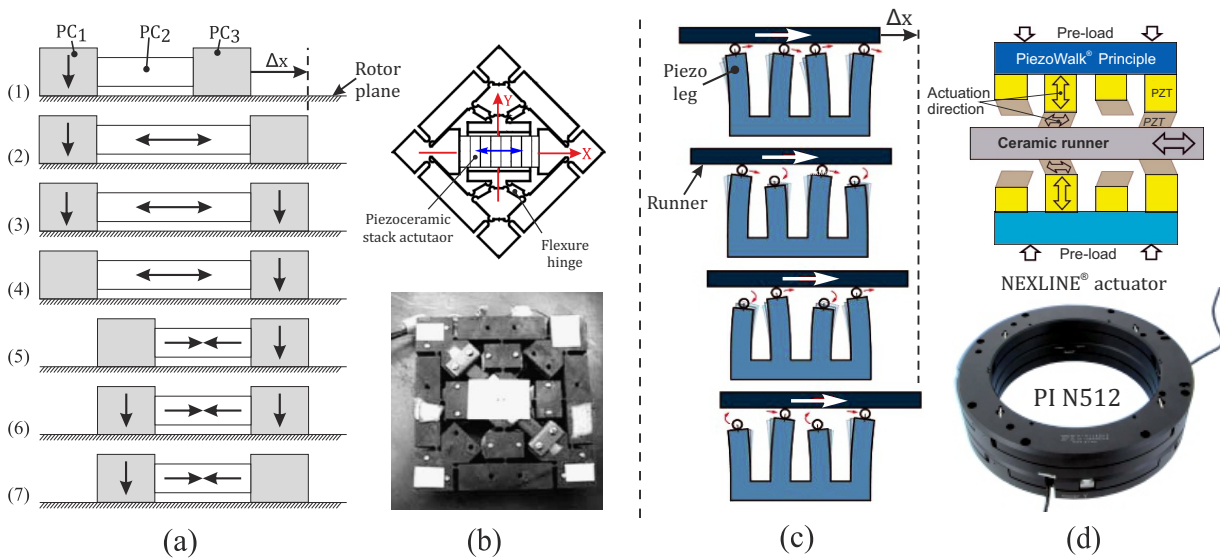 PC1
PC2
PC3
Δx
(1)
Rotor
plane
(2)
(3)
(4)
(5)
(6)
(7)
(a)
Y
X
Piezoceramic
stack actutaor
Flexure
hinge
(b)
Δx
Piezo
leg
Runner
(c)
Pre-load
PiezoWalk® Principle
Actuation
direction
PZT
PZT
Ceramic runner
Pre-load
NEXLINE® actuator
PI N512
(d)